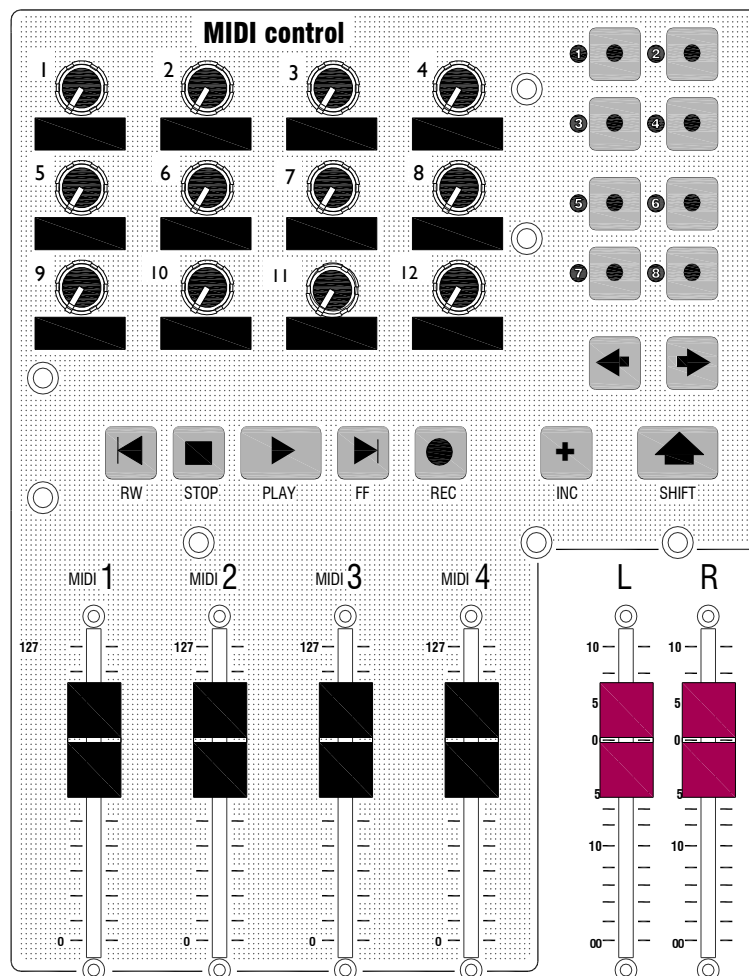 MIDI control
1 2 3 4
5 6 7 8
9 10 11 12
1 2
3 4
5 6
7 8
RW STOP PLAY FF REC INC SHIFT
MIDI 1 MIDI 2 MIDI 3 MIDI 4 L R
127 127 127 127 10 10
5 5
0 0
5 5
10 10
0 0 0 0 00 00